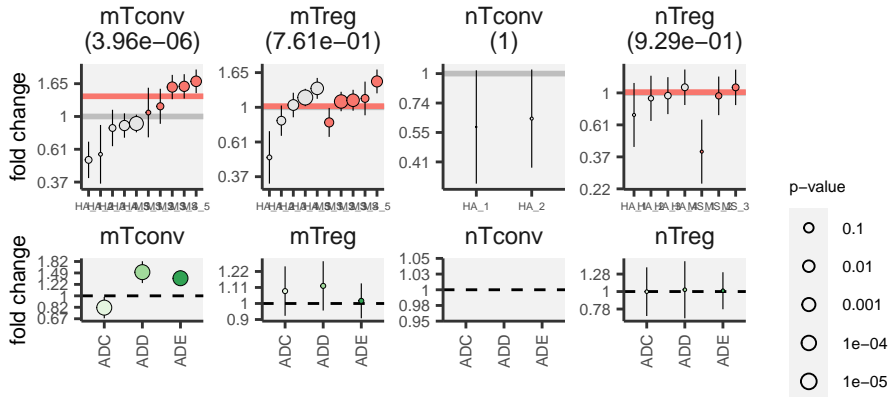 mTconv
(3.96e-06)
mTreg
(7.61e-01)
nTconv
(1)
nTreg
(9.29e-01)
fold change
1.65
1
0.61
0.37
1.65
1
0.61
0.37
1
0.74
0.55
0.41
1
0.61
0.37
0.22
HA_1
HA_2
mTconv
mTreg
nTconv
nTreg
fold change
1.82
1.49
1.22
1
0.82
0.67
1.22
1.11
1
0.9
1.05
1.03
1
0.98
0.95
1.28
1
0.78
ADC
ADD
ADE
ADC
ADD
ADE
ADC
ADD
ADE
ADC
ADD
ADE
p-value
0.1
0.01
0.001
1e-04
1e-05